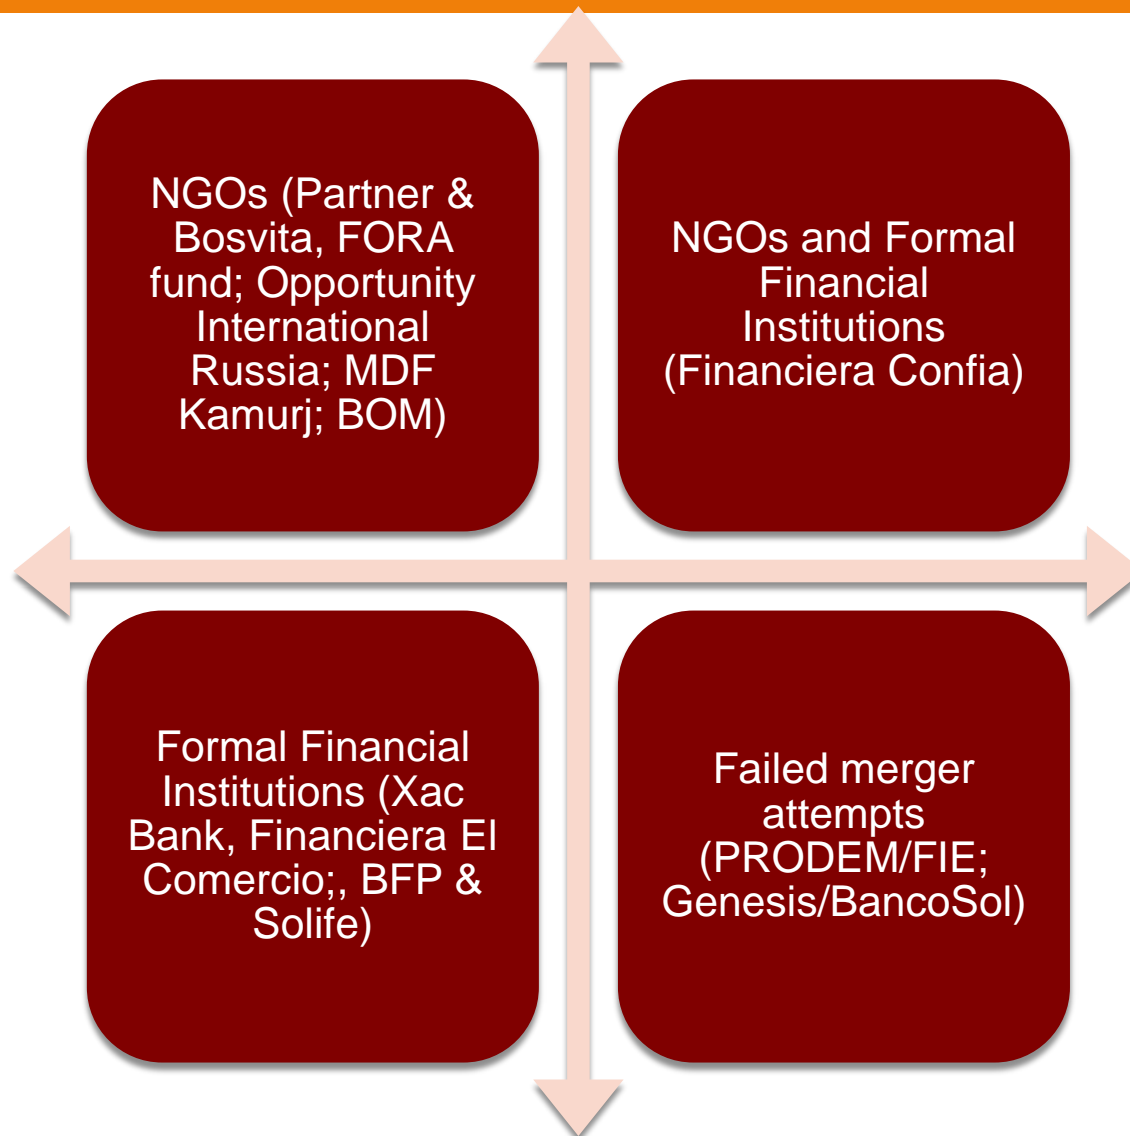 NGOs (Partner &
Bosvita, FORA
fund; Opportunity
International
Russia; MDF
Kamurj; BOM)
NGOs and Formal
Financial
Institutions
(Financiera Confia)
Formal Financial
Institutions (Xac
Bank, Financiera El
Comercio;, BFP &
Solife)
Failed merger
attempts
(PRODEM/FIE;
Genesis/BancoSol)